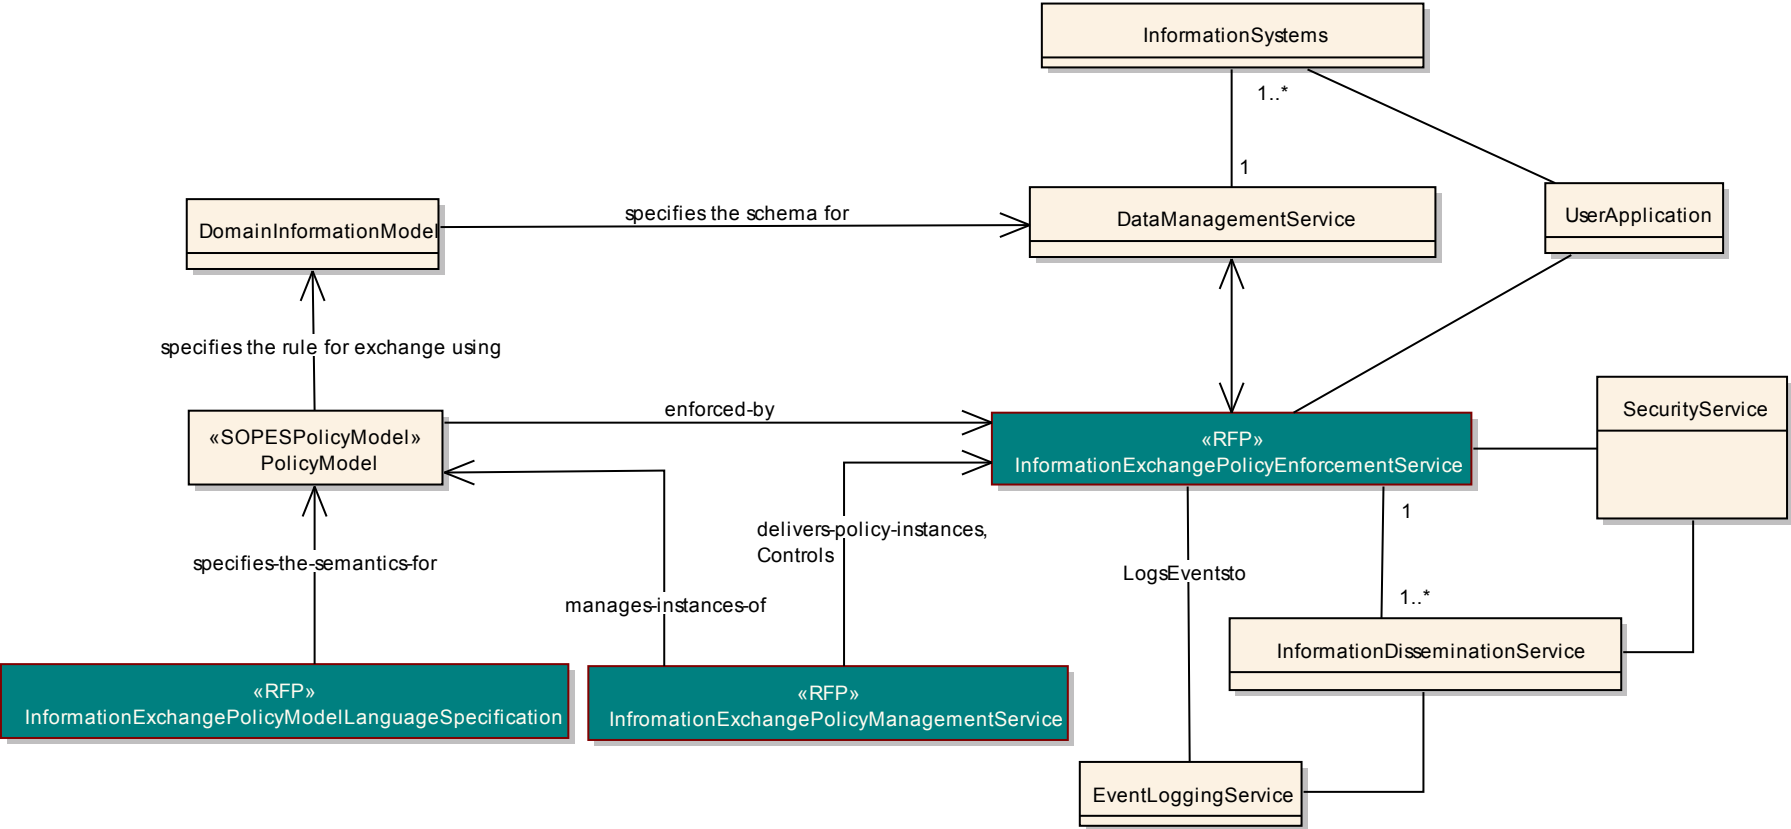 InformationSystems
1..*
1
specifies the schema for
DataManagementService
UserApplication
DomainInformationModel
specifies the rule for exchange using
«SOPESPolicyModel»
PolicyModel
enforced-by
«RFP»
InformationExchangePolicyEnforcementService
SecurityService
1
delivers-policy-instances,
Controls
specifies-the-semantics-for
LogsEventsto
manages-instances-of
1..*
InformationDisseminationService
«RFP»
InformationExchangePolicyModelLanguageSpecification
«RFP»
InfromationExchangePolicyManagementService
EventLoggingService